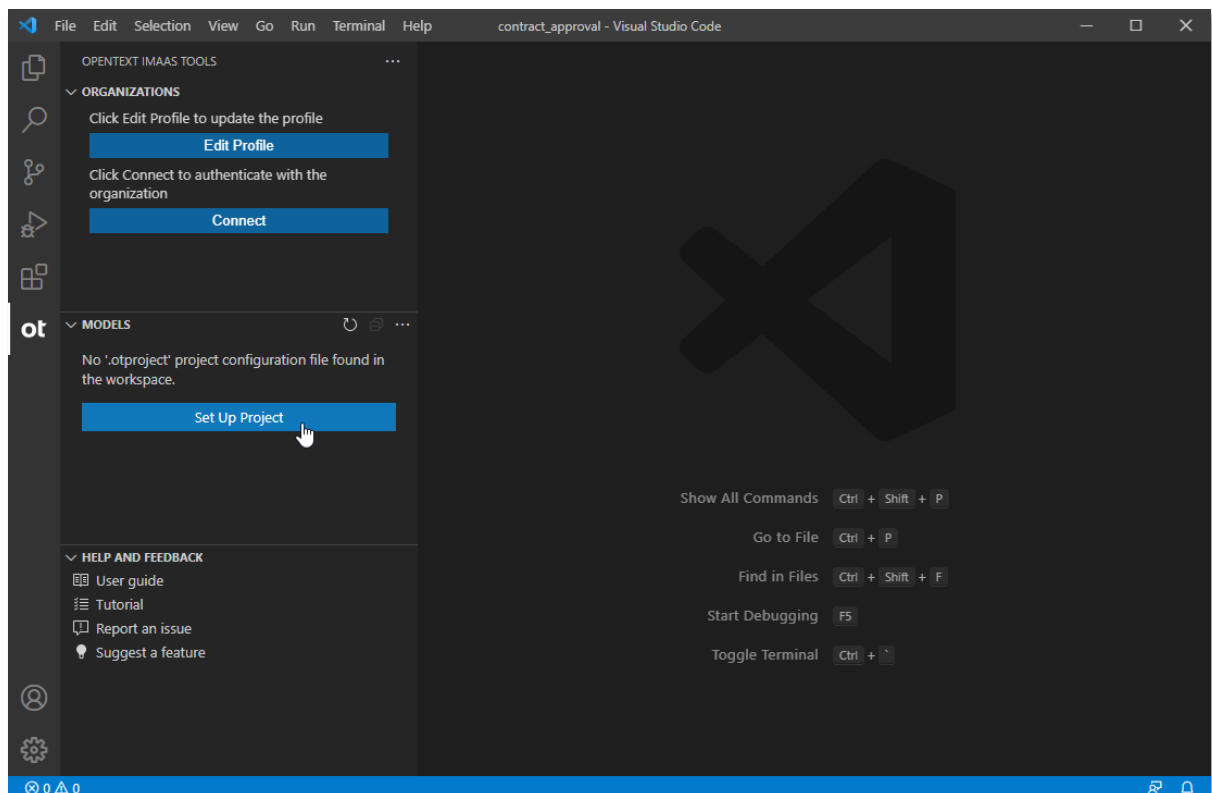 File Edit Selection View Go Run Terminal Help contract_approval - Visual Studio Code
OPENTEXT IMAAS TOOLS
ORGANIZATIONS
Click Edit Profile to update the profile
Edit Profile
Click Connect to authenticate with the
organization
Connect
ot
MODELS
No '.otproject' project configuration file found in
the workspace.
Set Up Project
HELP AND FEEDBACK
User guide
Tutorial
Report an issue
Suggest a feature
Show All Commands Ctrl + Shift + P
Go to File Ctrl + P
Find in Files Ctrl + Shift + F
Start Debugging F5
Toggle Terminal Ctrl + `
0 0